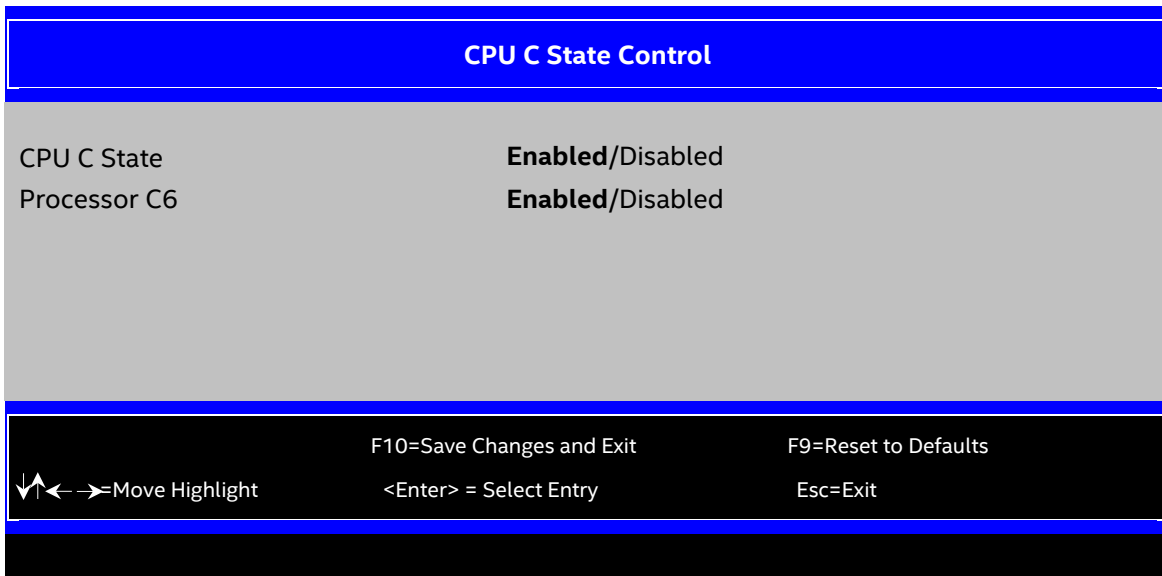 CPU C State Control
CPU C State Enabled/Disabled
Processor C6 Enabled/Disabled
F10=Save Changes and Exit F9=Reset to Defaults
↓↑←→=Move Highlight <Enter> = Select Entry Esc=Exit